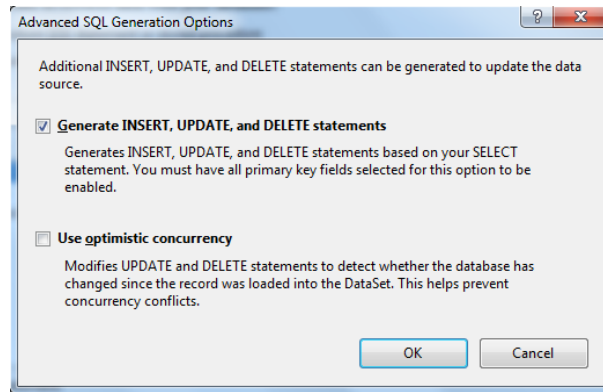 Advanced SQL Generation Options
?
Additional INSERT, UPDATE, and DELETE statements can be generated to update the data
source.
Generate INSERT, UPDATE, and DELETE statements
Generates INSERT, UPDATE, and DELETE statements based on your SELECT
statement. You must have all primary key fields selected for this option to be
enabled.
Use optimistic concurrency
Modifies UPDATE and DELETE statements to detect whether the database has
changed since the record was loaded into the DataSet. This helps prevent
concurrency conflicts.
OK Cancel